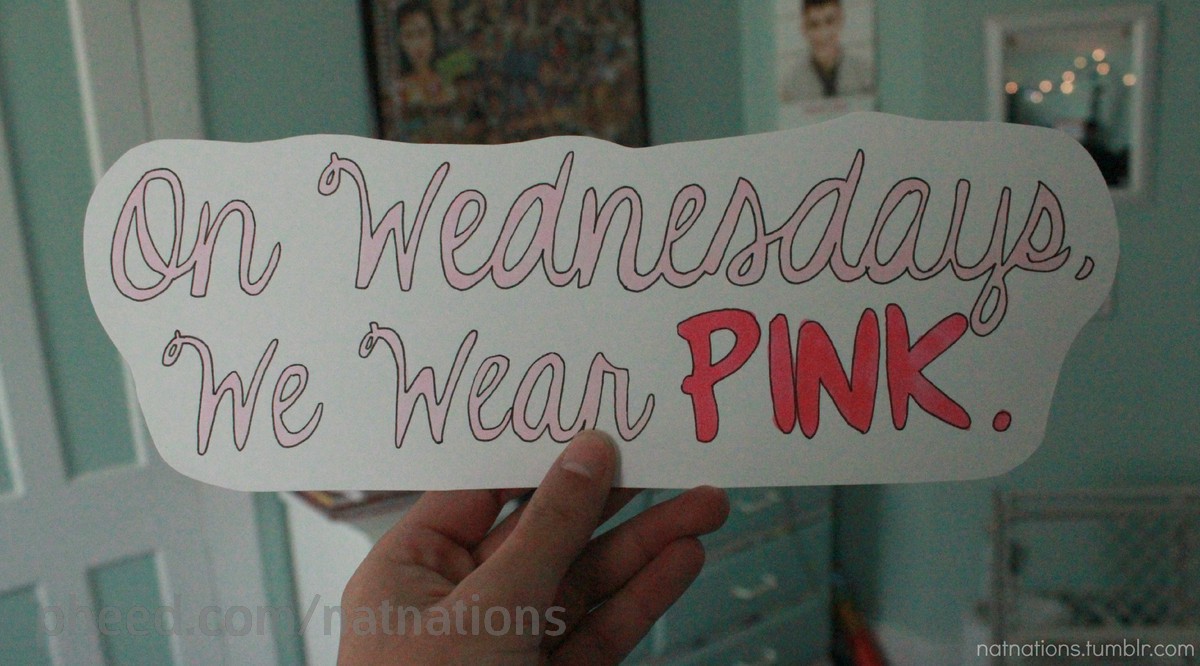 On Wednesdays,
We Wear PINK.
pheed.com/natnations
natnations.tumblr.com